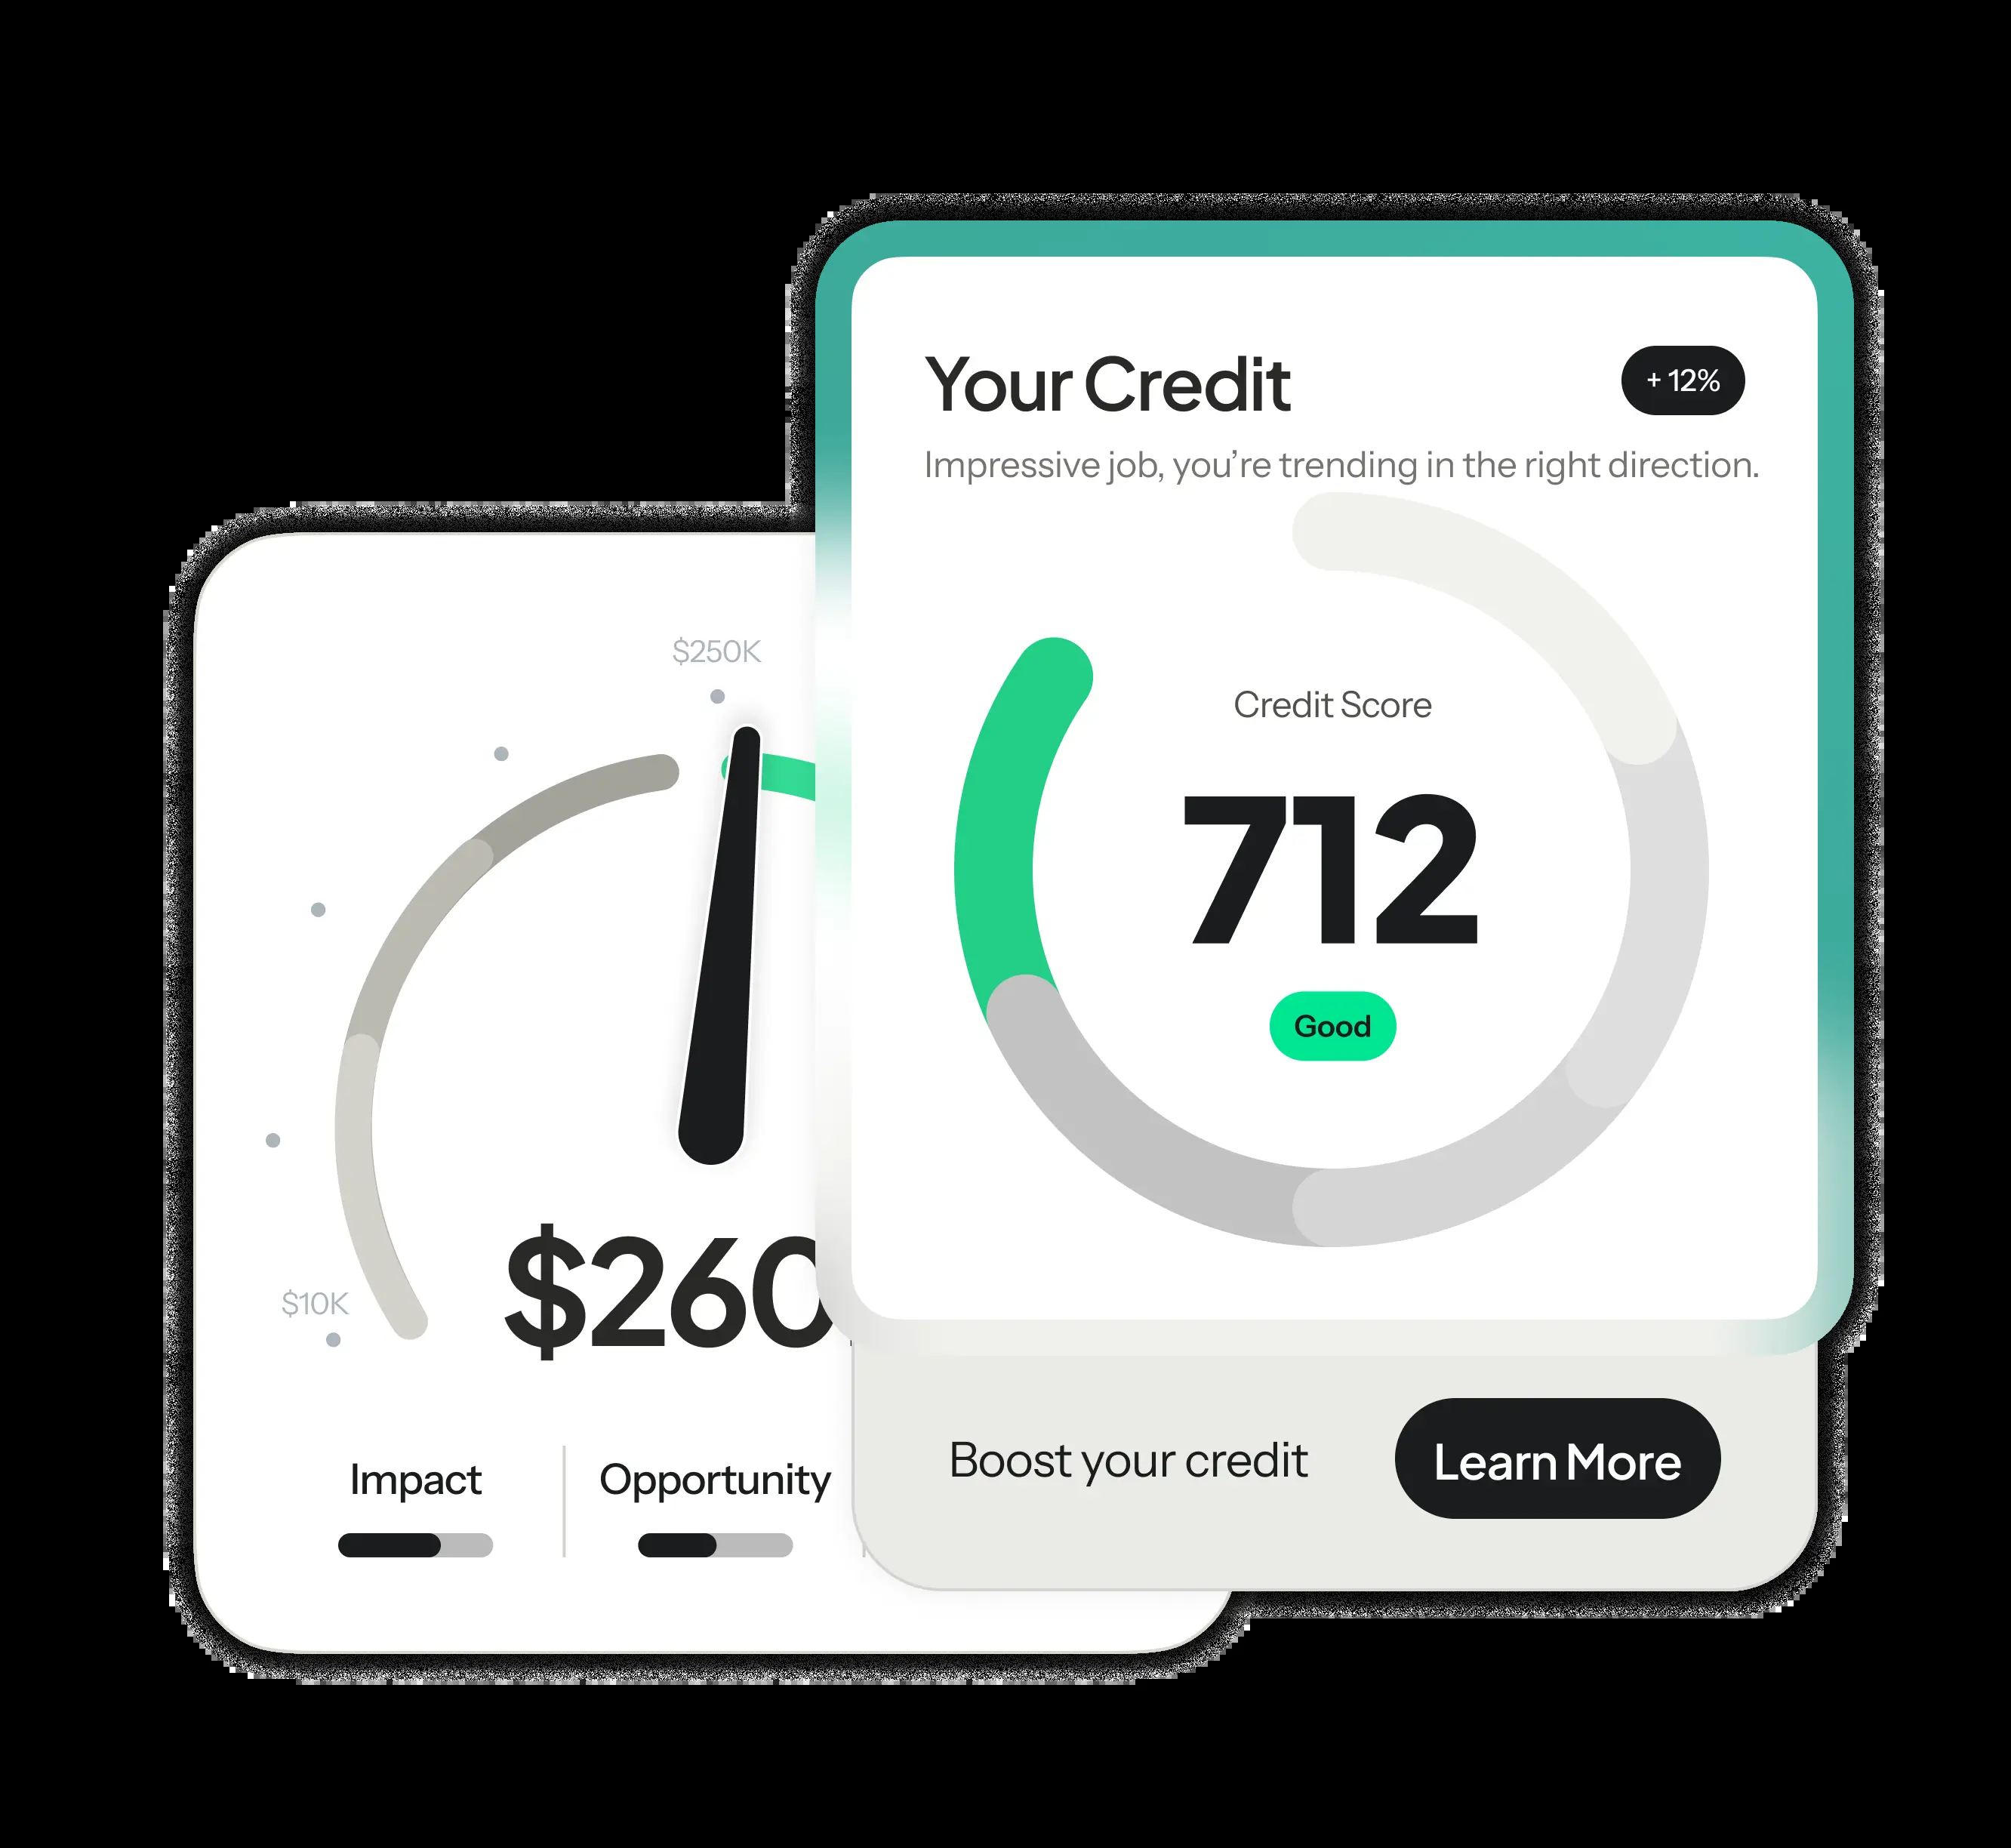 Your Credit
+ 12%
Impressive job, you’re trending in the right direction.
Credit Score
712
Good
Boost your credit
Learn More
$250K
$10K
$260
Impact
Opportunity